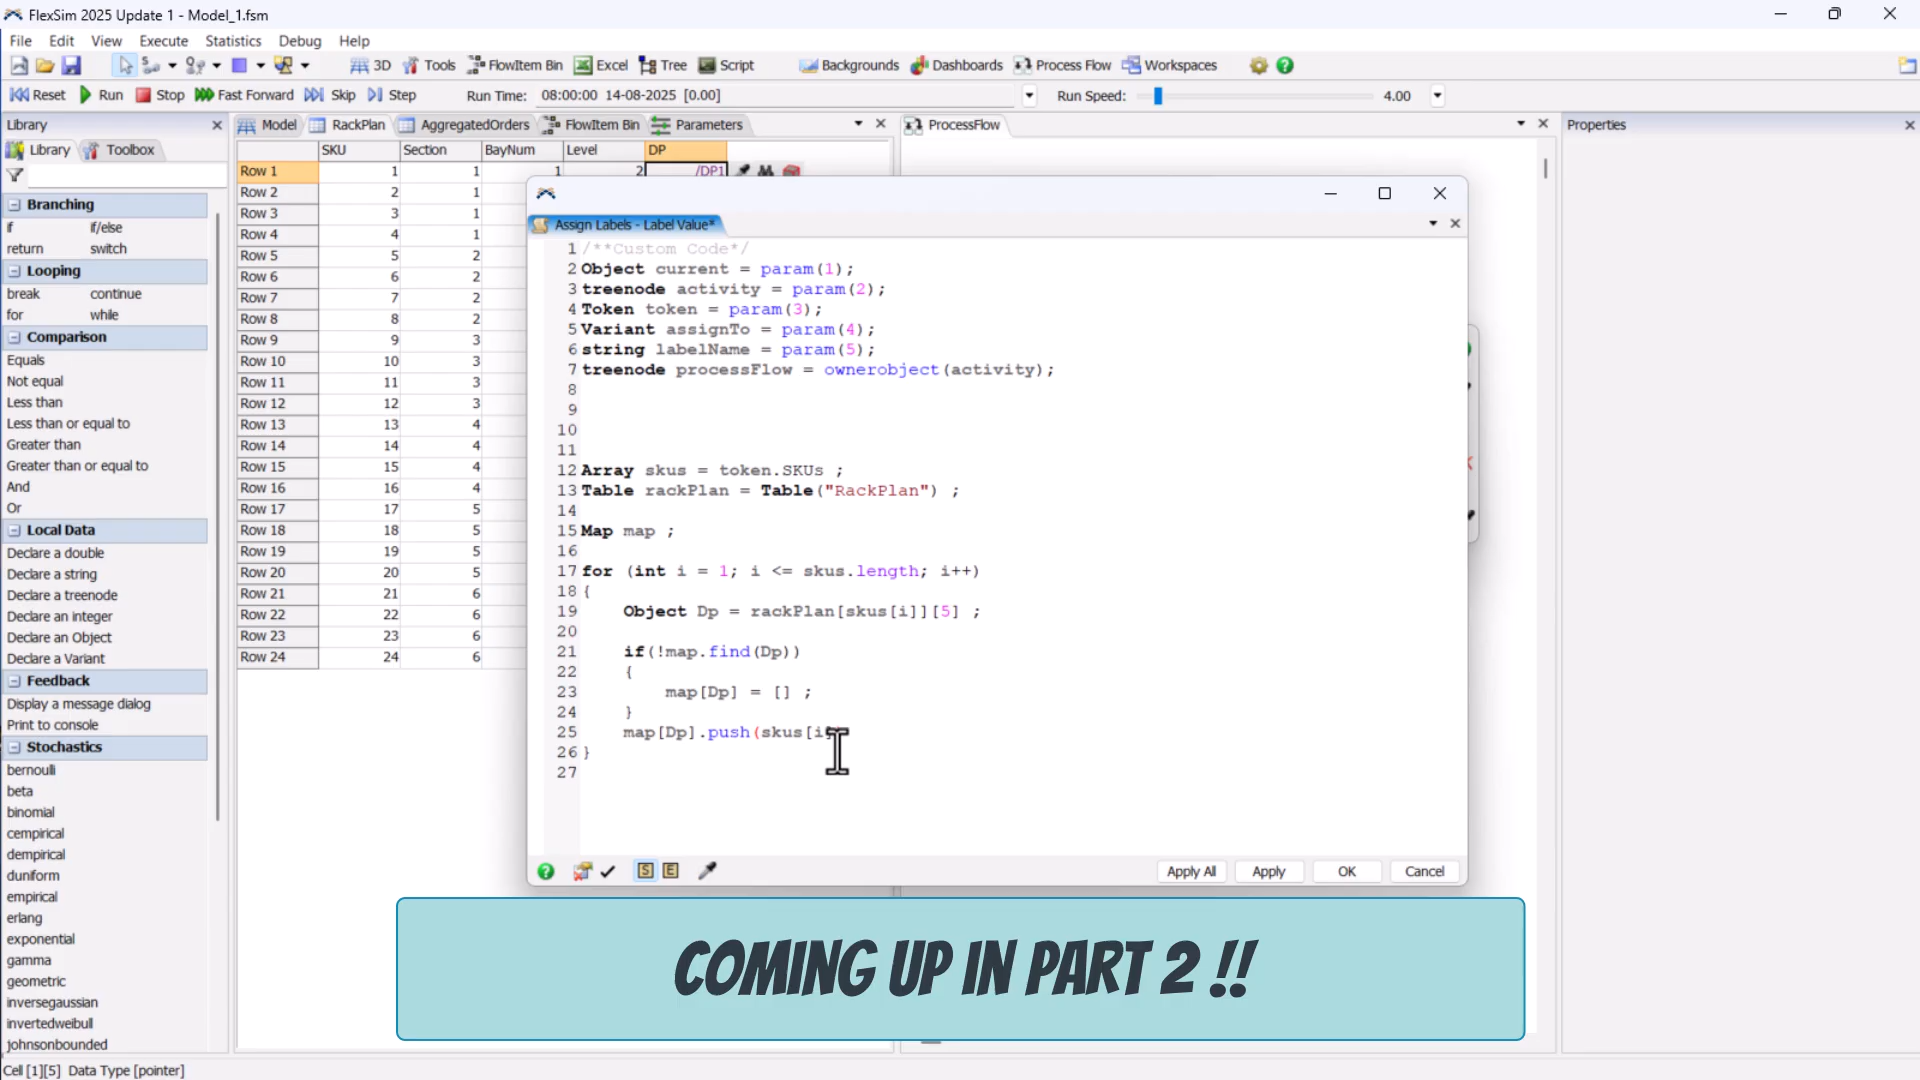 FlexSim 2025 Update 1 - Model_1.fsm
File Edit View Execute Statistics Debug Help
3D Tools FlowItem Bin Excel Tree Script Backgrounds Dashboards Process Flow Workspaces
Reset Run Stop Fast Forward Skip Step Run Time: 08:00:00 14-08-2025 [0.00] Run Speed: 4.00
Library
Model RackPlan AggregatedOrders FlowItem Bin Parameters
ProcessFlow
Properties
Library Toolbox
SKU Section BayNum Level DP
Row 1 1 1 1 2 /DP1
Row 2 2 1
Row 3 3 1
Row 4 4 1
Row 5 5 2
Row 6 6 2
Row 7 7 2
Row 8 8 2
Row 9 9 3
Row 10 10 3
Row 11 11 3
Row 12 12 3
Row 13 13 4
Row 14 14 4
Row 15 15 4
Row 16 16 4
Row 17 17 5
Row 18 18 5
Row 19 19 5
Row 20 20 5
Row 21 21 6
Row 22 22 6
Row 23 23 6
Row 24 24 6
Branching
if if/else
return switch
Looping
break continue
for while
Comparison
Equals
Not equal
Less than
Less than or equal to
Greater than
Greater than or equal to
And
Or
Local Data
Declare a double
Declare a string
Declare a treenode
Declare an integer
Declare an Object
Declare a Variant
Feedback
Display a message dialog
Print to console
Stochastics
bernoulli
beta
binomial
cempirical
dempirical
duniform
empirical
erlang
exponential
gamma
geometric
inversegaussian
invertedweibull
johnsonbounded
Assign Labels - Label Value*
1 /**Custom Code*/
2 Object current = param(1);
3 treenode activity = param(2);
4 Token token = param(3);
5 Variant assignTo = param(4);
6 string labelName = param(5);
7 treenode processFlow = ownerobject(activity);
8
9
10
11
12 Array skus = token.SKUs ;
13 Table rackPlan = Table("RackPlan") ;
14
15 Map map ;
16
17 for (int i = 1; i <= skus.length; i++)
18 {
19 Object Dp = rackPlan[skus[i]][5] ;
20
21 if(!map.find(Dp))
22 {
23 map[Dp] = [] ;
24 }
25 map[Dp].push(skus[i]
26 }
27
Apply All Apply OK Cancel
COMING UP IN PART 2 !!
Cell [1][5] Data Type [pointer]